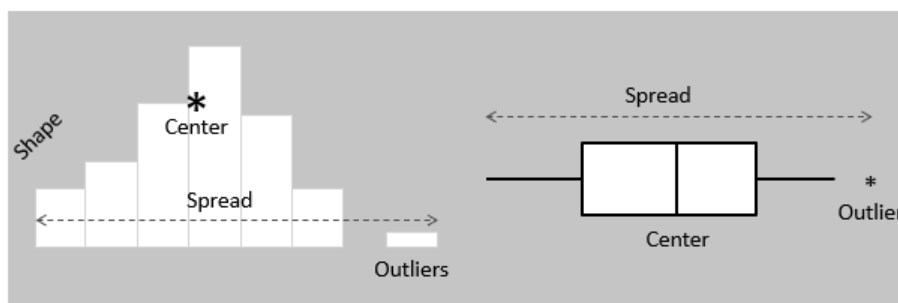 Shape
*
Center
Spread
Outliers
Spread
*
Outlier
Center